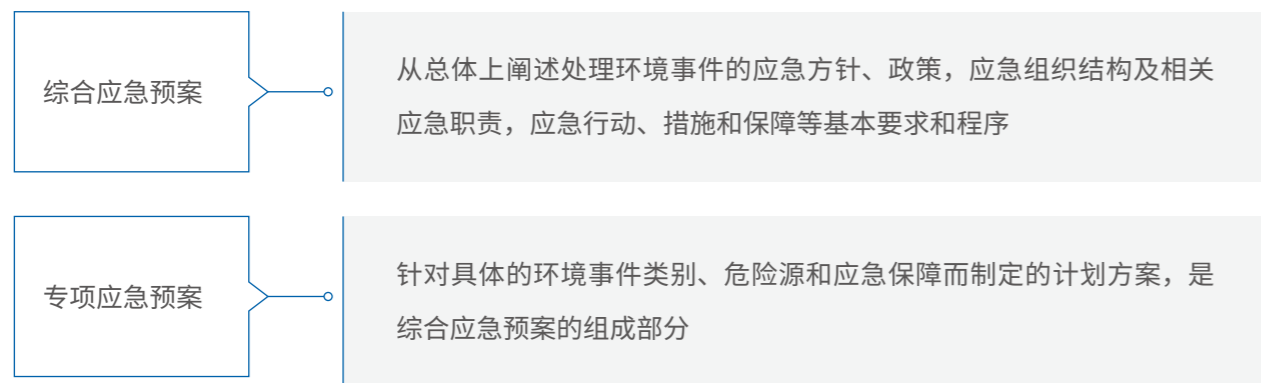 综合应急预案
从总体上阐述处理环境事件的应急方针、政策，应急组织结构及相关
应急职责，应急行动、措施和保障等基本要求和程序
专项应急预案
针对具体的环境事件类别、危险源和应急保障而制定的计划方案，是
综合应急预案的组成部分